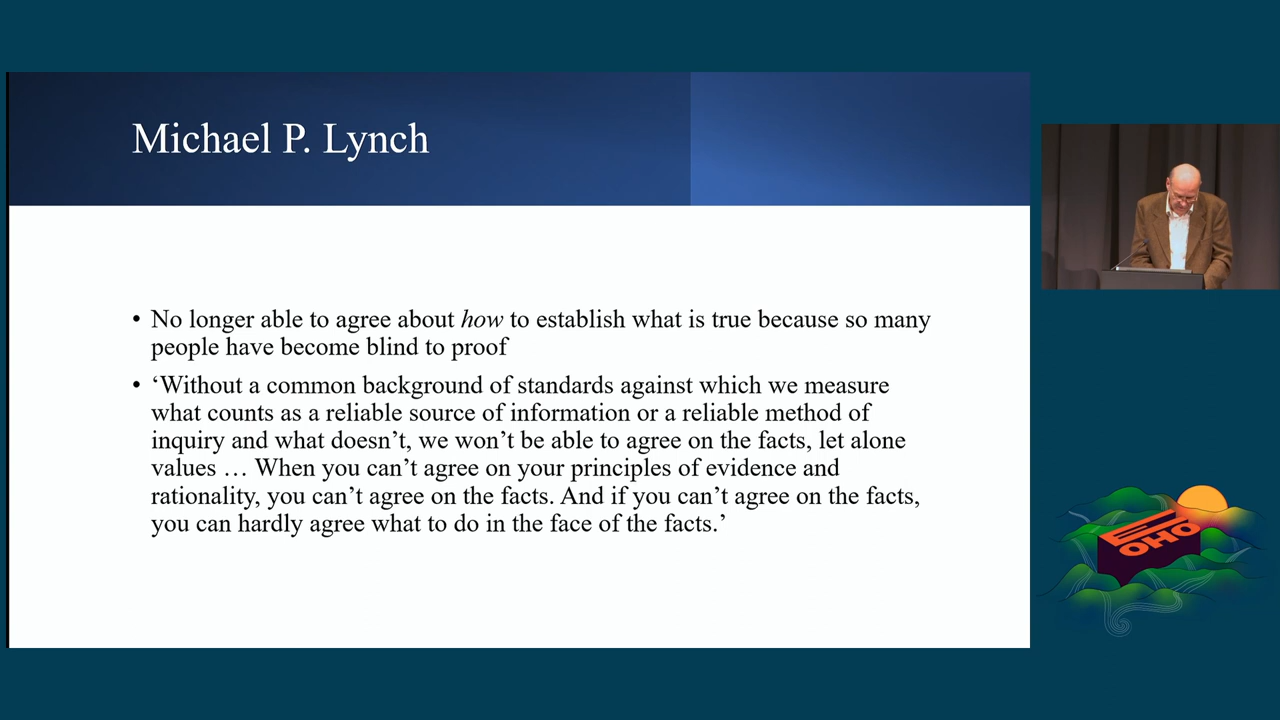 Michael P. Lynch
• No longer able to agree about how to establish what is true because so many
people have become blind to proof
• ‘Without a common background of standards against which we measure
what counts as a reliable source of information or a reliable method of
inquiry and what doesn’t, we won’t be able to agree on the facts, let alone
values … When you can’t agree on your principles of evidence and
rationality, you can’t agree on the facts. And if you can’t agree on the facts,
you can hardly agree what to do in the face of the facts.’
OHO